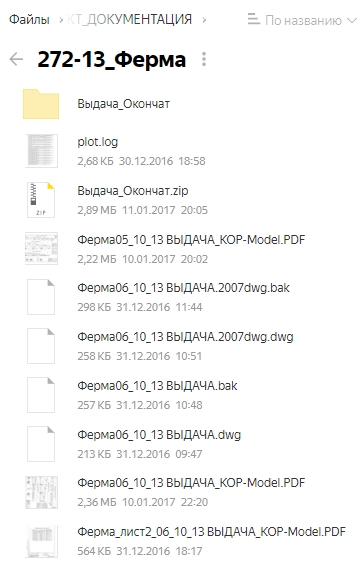 Файлы › КТ_ДОКУМЕНТАЦИЯ › По названию
272-13_Ферма
Выдача_Окончат
plot.log
2,68 КБ 30.12.2016 18:58
Выдача_Окончат.zip
ZIP
2,89 МБ 11.01.2017 20:05
Ферма05_10_13 ВЫДАЧА_КОР-Model.PDF
2,22 МБ 10.01.2017 20:02
Ферма06_10_13 ВЫДАЧА.2007dwg.bak
298 КБ 31.12.2016 11:44
Ферма06_10_13 ВЫДАЧА.2007dwg.dwg
258 КБ 31.12.2016 10:51
Ферма06_10_13 ВЫДАЧА.bak
257 КБ 31.12.2016 10:48
Ферма06_10_13 ВЫДАЧА.dwg
213 КБ 31.12.2016 09:47
Ферма06_10_13 ВЫДАЧА_КОР-Model.PDF
2,36 МБ 10.01.2017 22:20
Ферма_лист2_06_10_13 ВЫДАЧА_КОР-Model.PDF
564 КБ 31.12.2016 18:17